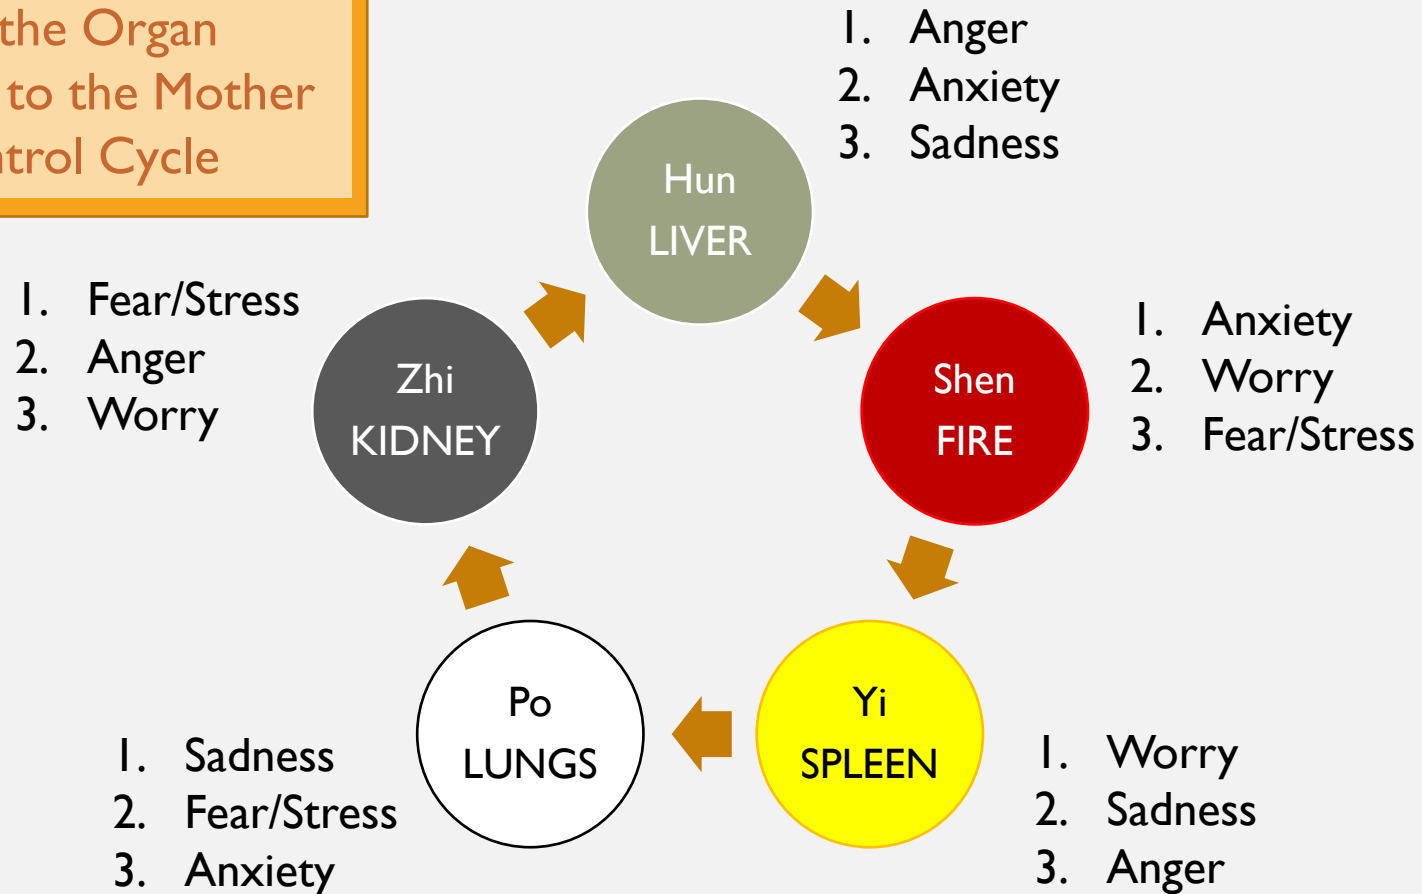 the Organ
to the Mother
ntrol Cycle
1. Anger
2. Anxiety
3. Sadness
Hun
LIVER
1. Fear/Stress
2. Anger
3. Worry
Zhi
KIDNEY
Shen
FIRE
1. Anxiety
2. Worry
3. Fear/Stress
Po
LUNGS
Yi
SPLEEN
1. Sadness
2. Fear/Stress
3. Anxiety
1. Worry
2. Sadness
3. Anger